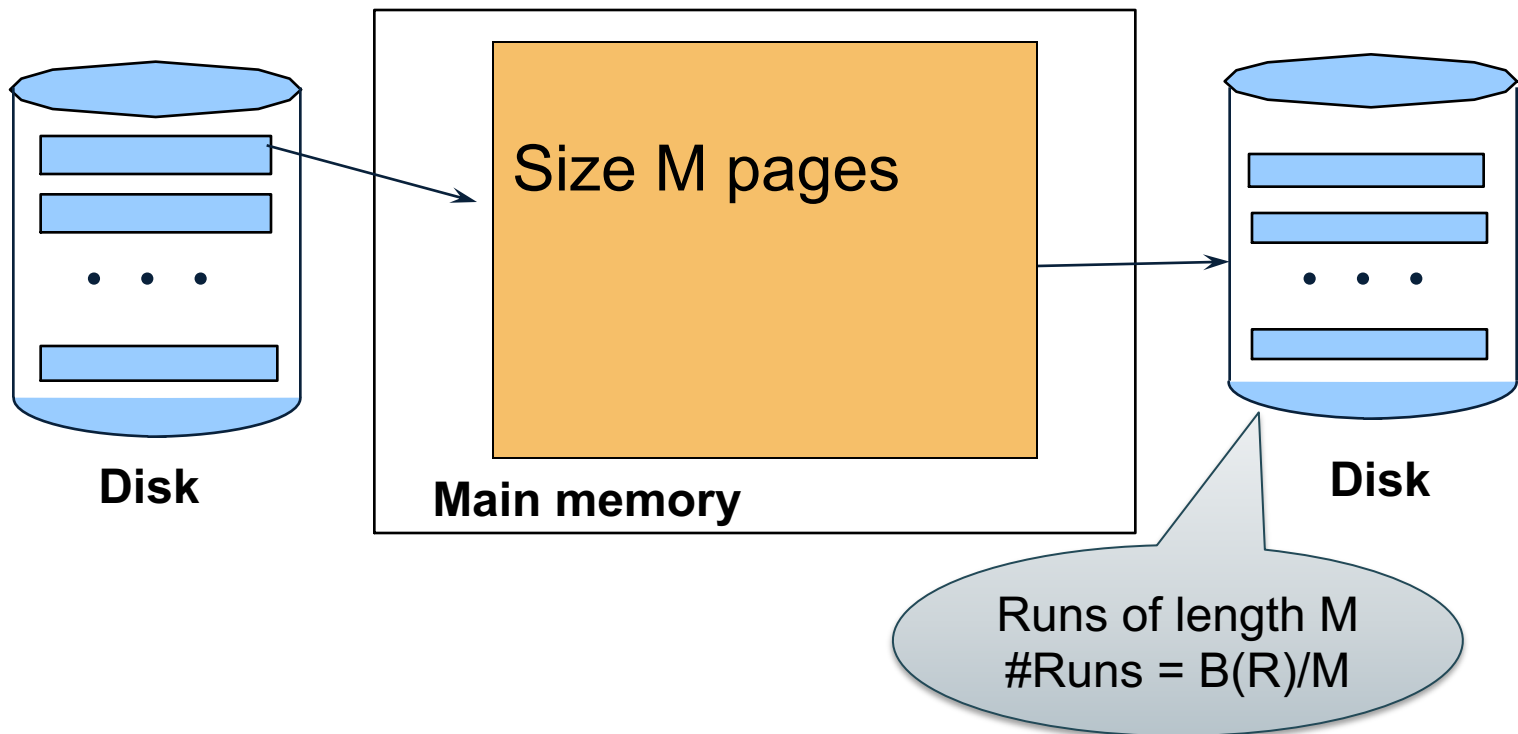 Size M pages
Disk
Main memory
Disk
Runs of length M
#Runs = B(R)/M